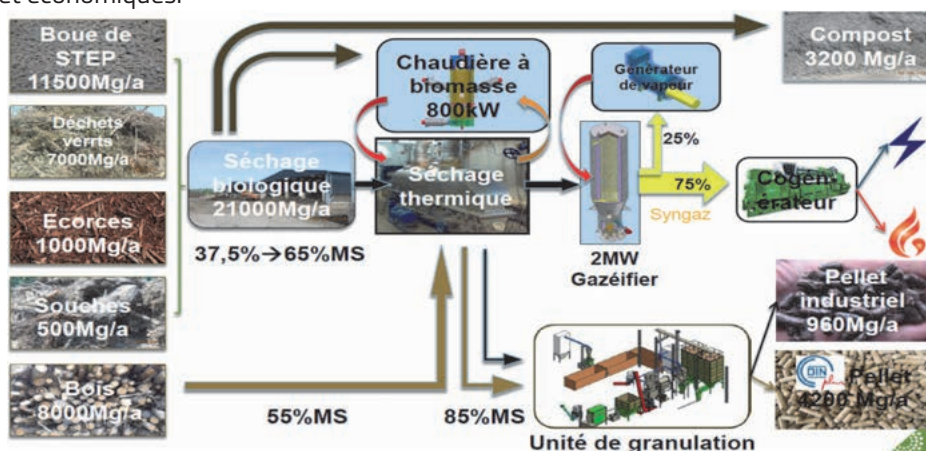 et économiques.
Boue de
STEP
11500Mg/a
Déchets
verrts
7000Mg/a
Ecorces
1000Mg/a
Souches
500Mg/a
Bois
8000Mg/a
Séchage
biologique
21000Mg/a
37,5%→65%MS
Chaudière à
biomasse
800kW
Séchage
thermique
55%MS
85%MS
Générateur
de vapeur
25%
75%
Syngaz
2MW
Gazéifier
Cogén-
érateur
Unité de granulation
Compost
3200 Mg/a
Pellet
industriel
960Mg/a
DIN
plus
Pellet
4200 Mg/a